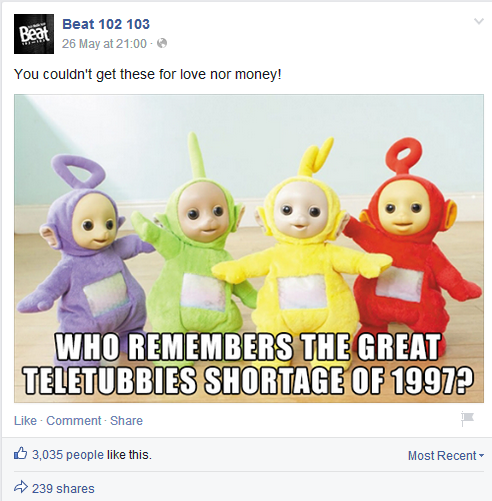 Beat
Beat 102 103
26 May at 21:00 ·
You couldn't get these for love nor money!
WHO REMEMBERS THE GREAT
TELETUBBIES SHORTAGE OF 1997?
Like · Comment · Share
3,035 people like this.
Most Recent
239 shares